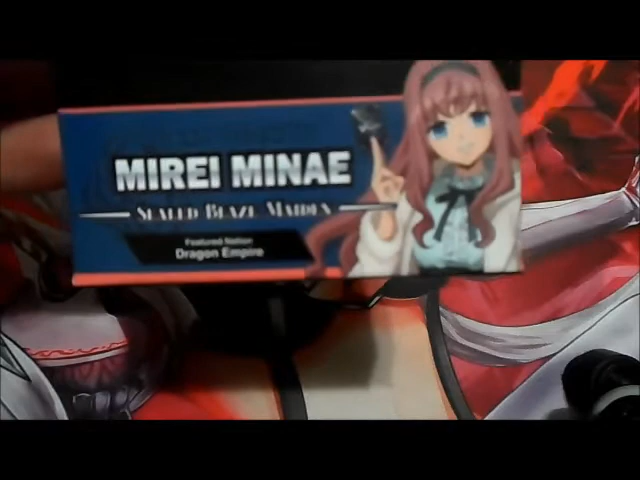 MIREI MINAE
SEALED BLAZE MAIDEN
Featured Nation
Dragon Empire